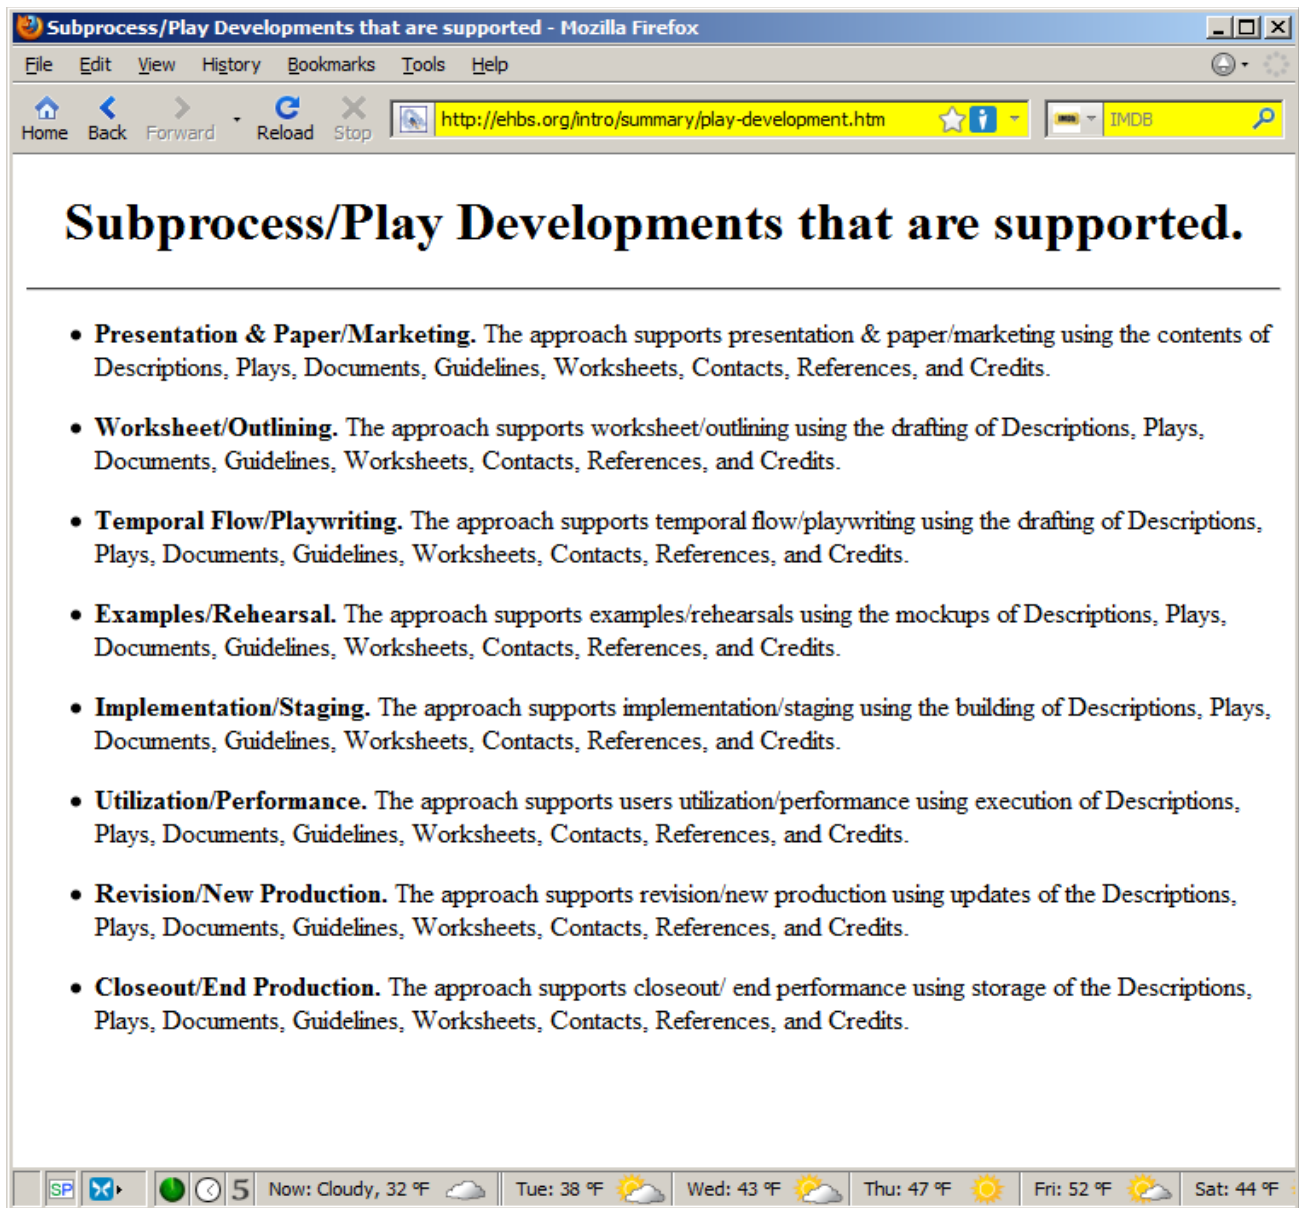 Subprocess/Play Developments that are supported - Mozilla Firefox
File Edit View History Bookmarks Tools Help
Home Back Forward Reload Stop http://ehbs.org/intro/summary/play-development.htm IMDB
Subprocess/Play Developments that are supported.
• Presentation & Paper/Marketing. The approach supports presentation & paper/marketing using the contents of
Descriptions, Plays, Documents, Guidelines, Worksheets, Contacts, References, and Credits.
• Worksheet/Outlining. The approach supports worksheet/outlining using the drafting of Descriptions, Plays,
Documents, Guidelines, Worksheets, Contacts, References, and Credits.
• Temporal Flow/Playwriting. The approach supports temporal flow/playwriting using the drafting of Descriptions,
Plays, Documents, Guidelines, Worksheets, Contacts, References, and Credits.
• Examples/Rehearsal. The approach supports examples/rehearsals using the mockups of Descriptions, Plays,
Documents, Guidelines, Worksheets, Contacts, References, and Credits.
• Implementation/Staging. The approach supports implementation/staging using the building of Descriptions, Plays,
Documents, Guidelines, Worksheets, Contacts, References, and Credits.
• Utilization/Performance. The approach supports users utilization/performance using execution of Descriptions,
Plays, Documents, Guidelines, Worksheets, Contacts, References, and Credits.
• Revision/New Production. The approach supports revision/new production using updates of the Descriptions,
Plays, Documents, Guidelines, Worksheets, Contacts, References, and Credits.
• Closeout/End Production. The approach supports closeout/ end performance using storage of the Descriptions,
Plays, Documents, Guidelines, Worksheets, Contacts, References, and Credits.
SP 5 Now: Cloudy, 32 °F Tue: 38 °F Wed: 43 °F Thu: 47 °F Fri: 52 °F Sat: 44 °F